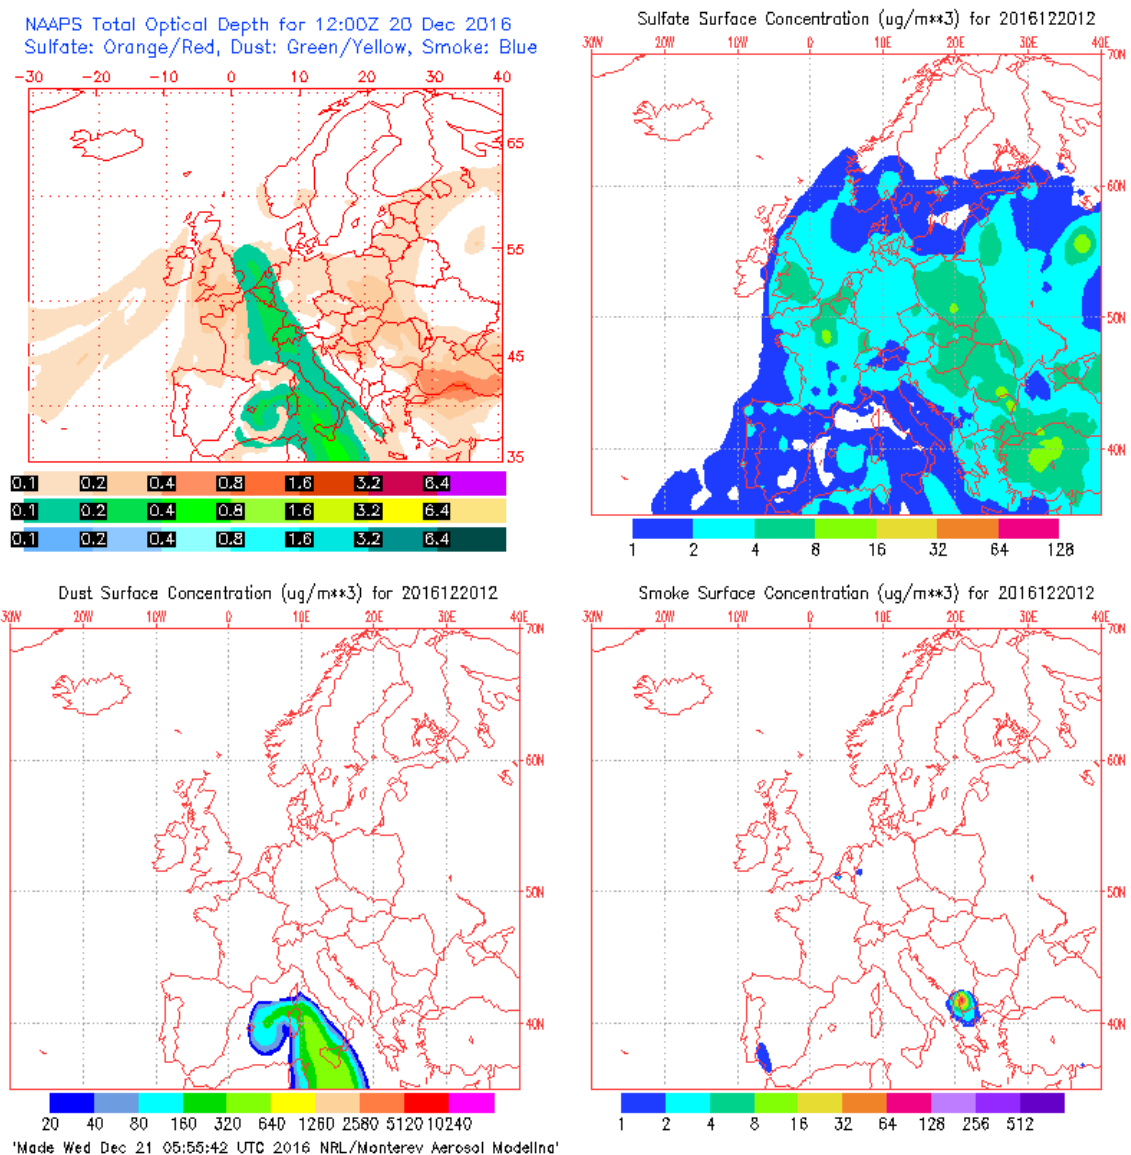 NAAPS Total Optical Depth for 12:00Z 20 Dec 2016
Sulfate: Orange/Red, Dust: Green/Yellow, Smoke: Blue
-30 -20 -10 0 10 20 30 40
65
55
45
35
0.1 0.2 0.4 0.8 1.6 3.2 6.4
0.1 0.2 0.4 0.8 1.6 3.2 6.4
0.1 0.2 0.4 0.8 1.6 3.2 6.4
Sulfate Surface Concentration (ug/m**3) for 2016122012
30W 20W 10W 0 10E 20E 30E 40E
70N
60N
50N
40N
1 2 4 8 16 32 64 128
Dust Surface Concentration (ug/m**3) for 2016122012
30W 20W 10W 0 10E 20E 30E 40E
70N
60N
50N
40N
20 40 80 160 320 640 1280 2560 5120 10240
Smoke Surface Concentration (ug/m**3) for 2016122012
30W 20W 10W 0 10E 20E 30E 40E
70N
60N
50N
40N
1 2 4 8 16 32 64 128 256 512
'Made Wed Dec 21 05:55:42 UTC 2016 NRL/Monterey Aerosol Modeling'